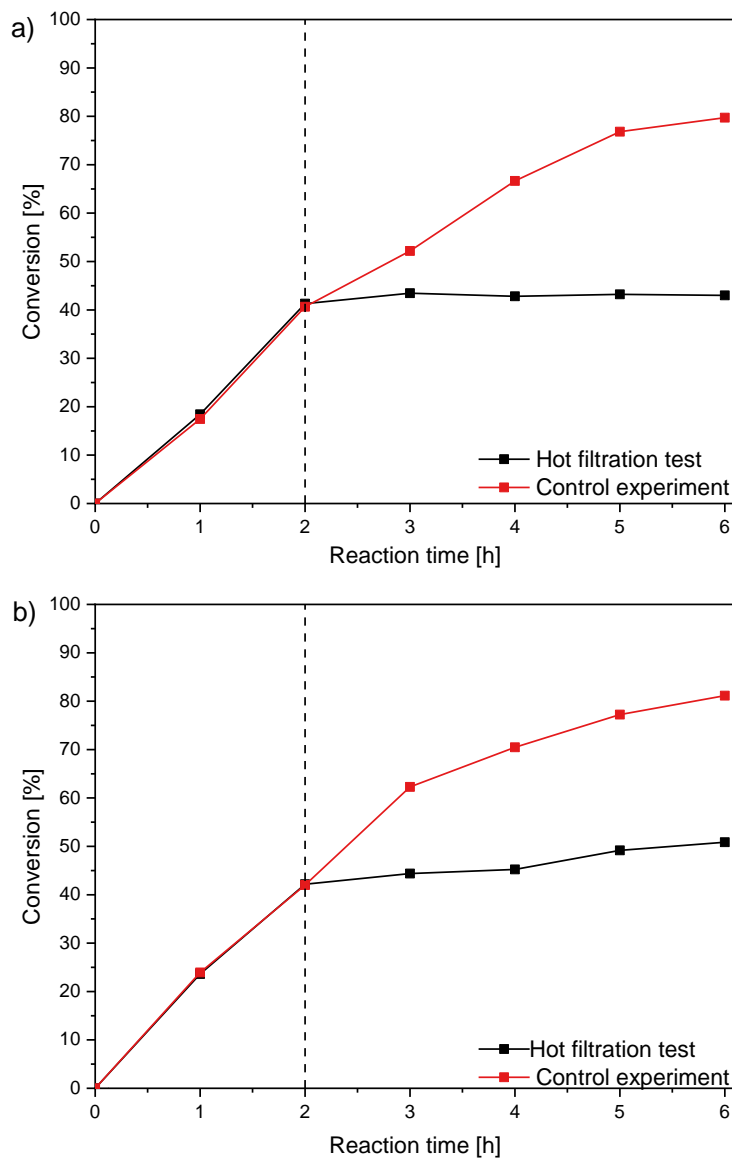 a)
100
90
80
70
60
50
40
30
20
10
0
Conversion [%]
Hot filtration test
Control experiment
0 1 2 3 4 5 6
Reaction time [h]
b)
100
90
80
70
60
50
40
30
20
10
0
Conversion [%]
Hot filtration test
Control experiment
0 1 2 3 4 5 6
Reaction time [h]